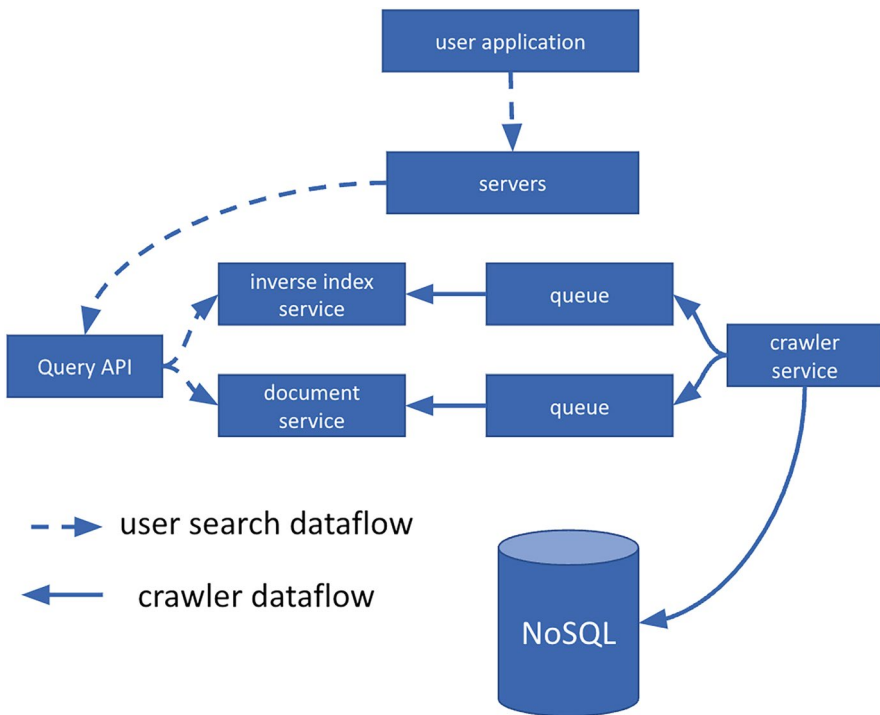 user application
servers
inverse index
service
queue
Query API
crawler
service
document
service
queue
user search dataflow
crawler dataflow
NoSQL